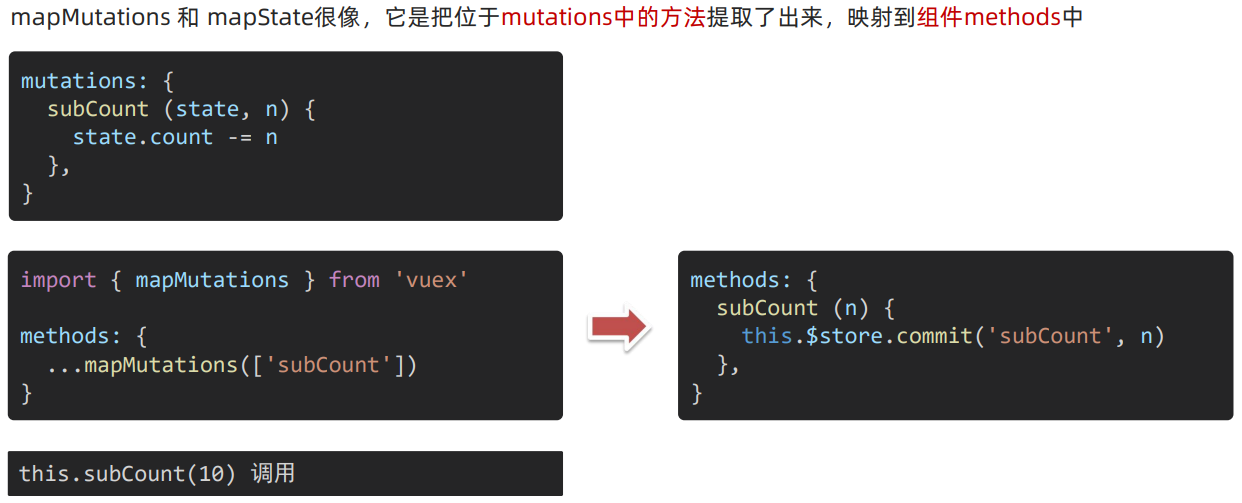 mapMutations 和 mapState很像，它是把位于mutations中的方法提取了出来，映射到组件methods中
mutations: {
  subCount (state, n) {
    state.count -= n
  },
}
import { mapMutations } from 'vuex'
methods: {
  ...mapMutations(['subCount'])
}
methods: {
  subCount (n) {
    this.$store.commit('subCount', n)
  },
}
this.subCount(10) 调用